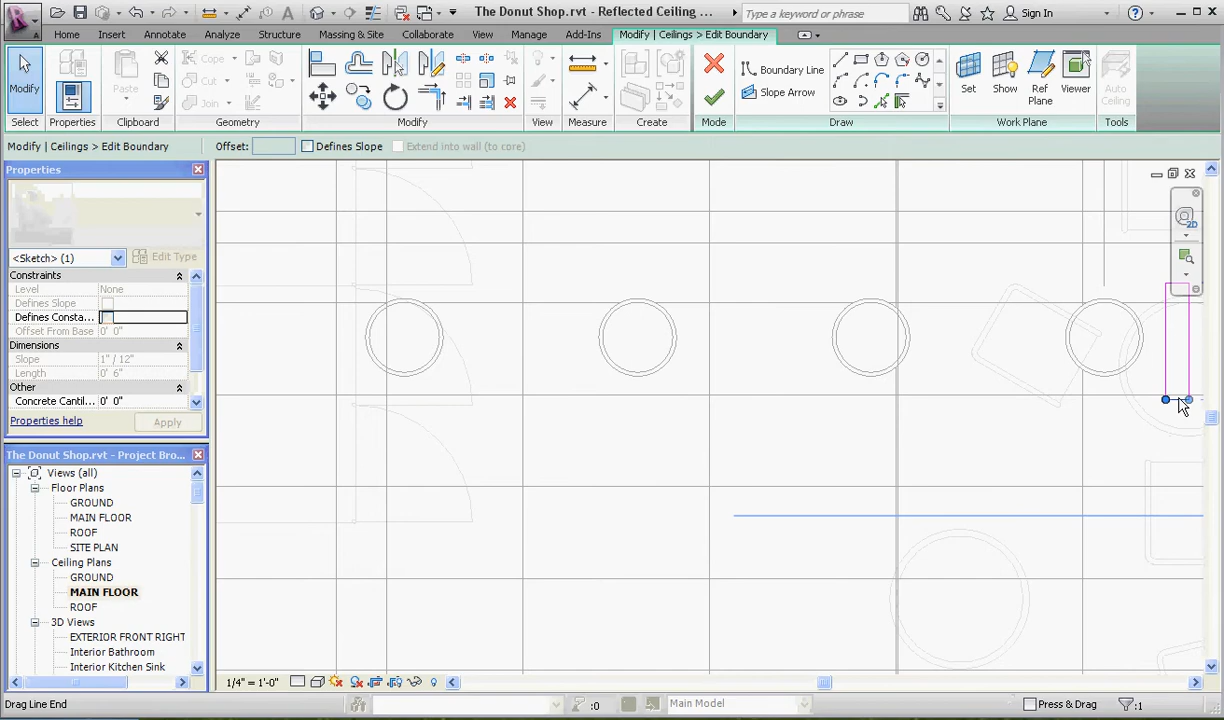 The Donut Shop.rvt - Reflected Ceiling ...
Type a keyword or phrase
Sign In
Home Insert Annotate Analyze Structure Massing & Site Collaborate View Manage Add-Ins Modify | Ceilings > Edit Boundary
Modify
Properties
Paste
Cope
Cut
Join
Boundary Line
Slope Arrow
Set
Show
Ref Plane
Viewer
Auto Ceiling
Select Properties Clipboard Geometry Modify View Measure Create Mode Draw Work Plane Tools
Modify | Ceilings > Edit Boundary Offset: Defines Slope Extend into wall (to core)
Properties
<Sketch> (1) Edit Type
Constraints
Level None
Defines Slope
Defines Consta...
Offset From Base 0' 0"
Dimensions
Slope 1" / 12"
Length 0' 6"
Other
Concrete Cantil... 0' 0"
Properties help Apply
The Donut Shop.rvt - Project Bro...
Views (all)
Floor Plans
GROUND
MAIN FLOOR
ROOF
SITE PLAN
Ceiling Plans
GROUND
MAIN FLOOR
ROOF
3D Views
EXTERIOR FRONT RIGHT
Interior Bathroom
Interior Kitchen Sink
2D
1/4" = 1'-0"
Drag Line End :0 Main Model Press & Drag :1